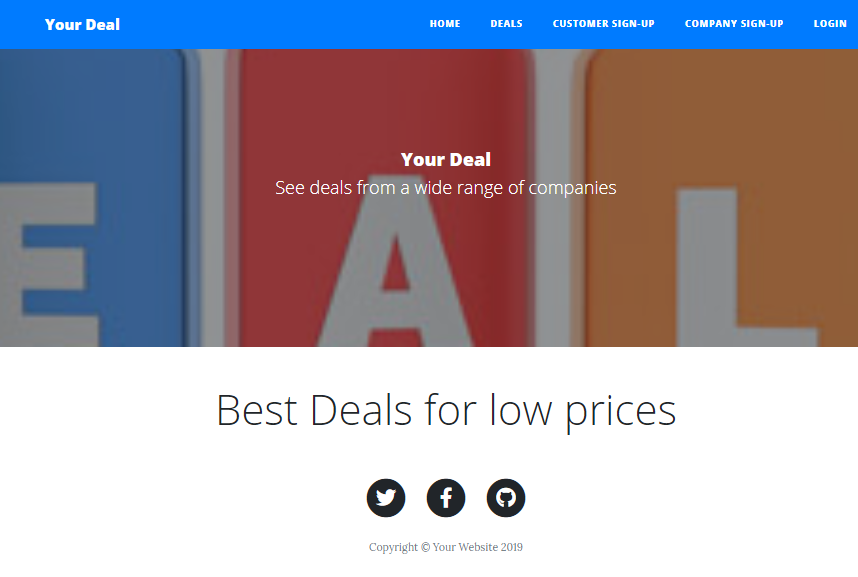 Your Deal
HOME DEALS CUSTOMER SIGN-UP COMPANY SIGN-UP LOGIN
Your Deal
See deals from a wide range of companies
E A L
Best Deals for low prices
Copyright © Your Website 2019